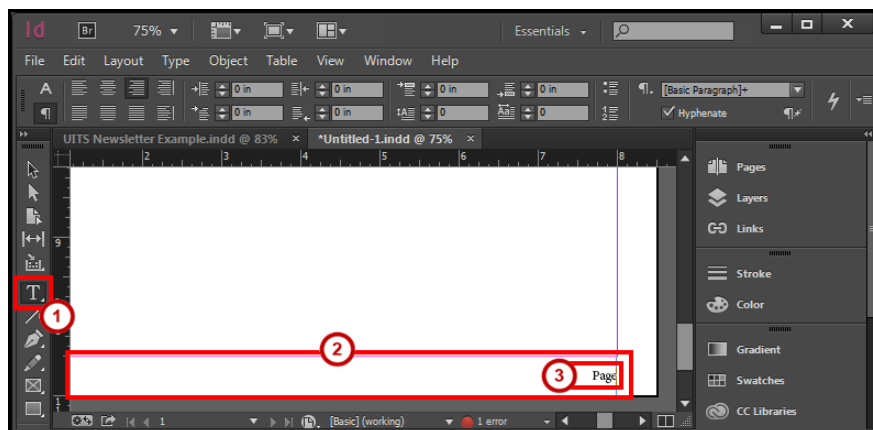 Id Br 75% Essentials
File Edit Layout Type Object Table View Window Help
A 0 in 0 in 0 in 0 in ¶. [Basic Paragraph]+
¶ 0 in 0 in 0 0 Hyphenate
UITS Newsletter Example.indd @ 83% × *Untitled-1.indd @ 75% ×
2 3 4 5 6 7 8
Pages
Layers
Links
9
Stroke
T
1
Color
2
Gradient
3 Page
Swatches
1 [Basic] (working) 1 error
CC Libraries